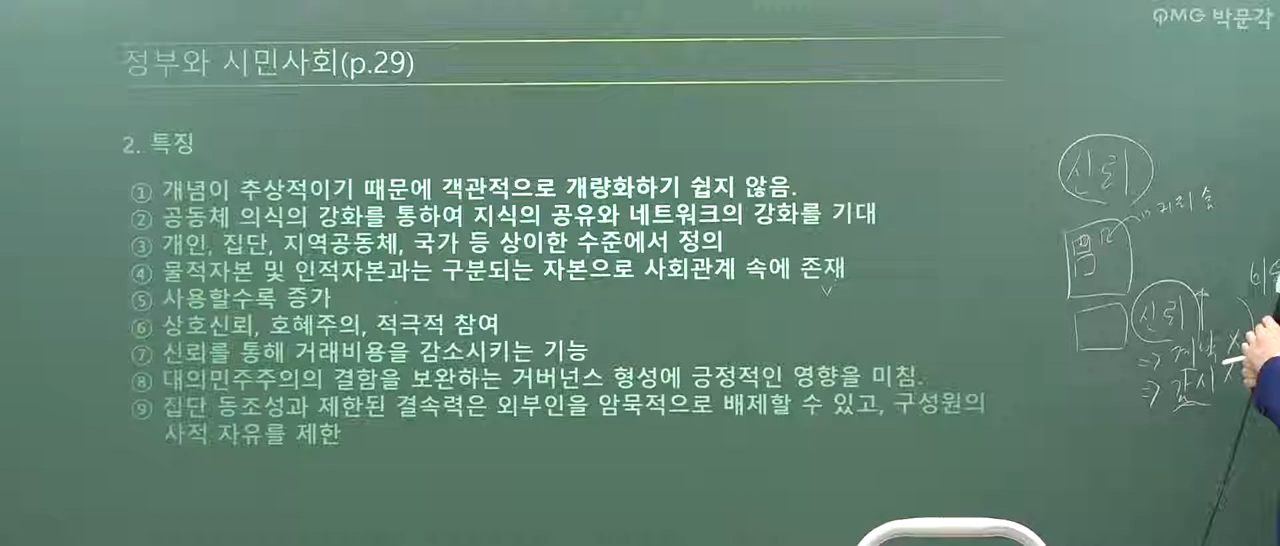 PMG 박문각
정부와 시민사회(p.29)
2. 특징
① 개념이 추상적이기 때문에 객관적으로 개량화하기 쉽지 않음.
② 공동체 의식의 강화를 통하여 지식의 공유와 네트워크의 강화를 기대
③ 개인, 집단, 지역공동체, 국가 등 상이한 수준에서 정의
④ 물적자본 및 인적자본과는 구분되는 자본으로 사회관계 속에 존재
⑤ 사용할수록 증가
⑥ 상호신뢰, 호혜주의, 적극적 참여
⑦ 신뢰를 통해 거래비용을 감소시키는 기능
⑧ 대의민주주의의 결함을 보완하는 거버넌스 형성에 긍정적인 영향을 미침.
⑨ 집단 동조성과 제한된 결속력은 외부인을 암묵적으로 배제할 수 있고, 구성원의
사적 자유를 제한
신뢰
신뢰
⇒ 계약 X
⇒ 감시